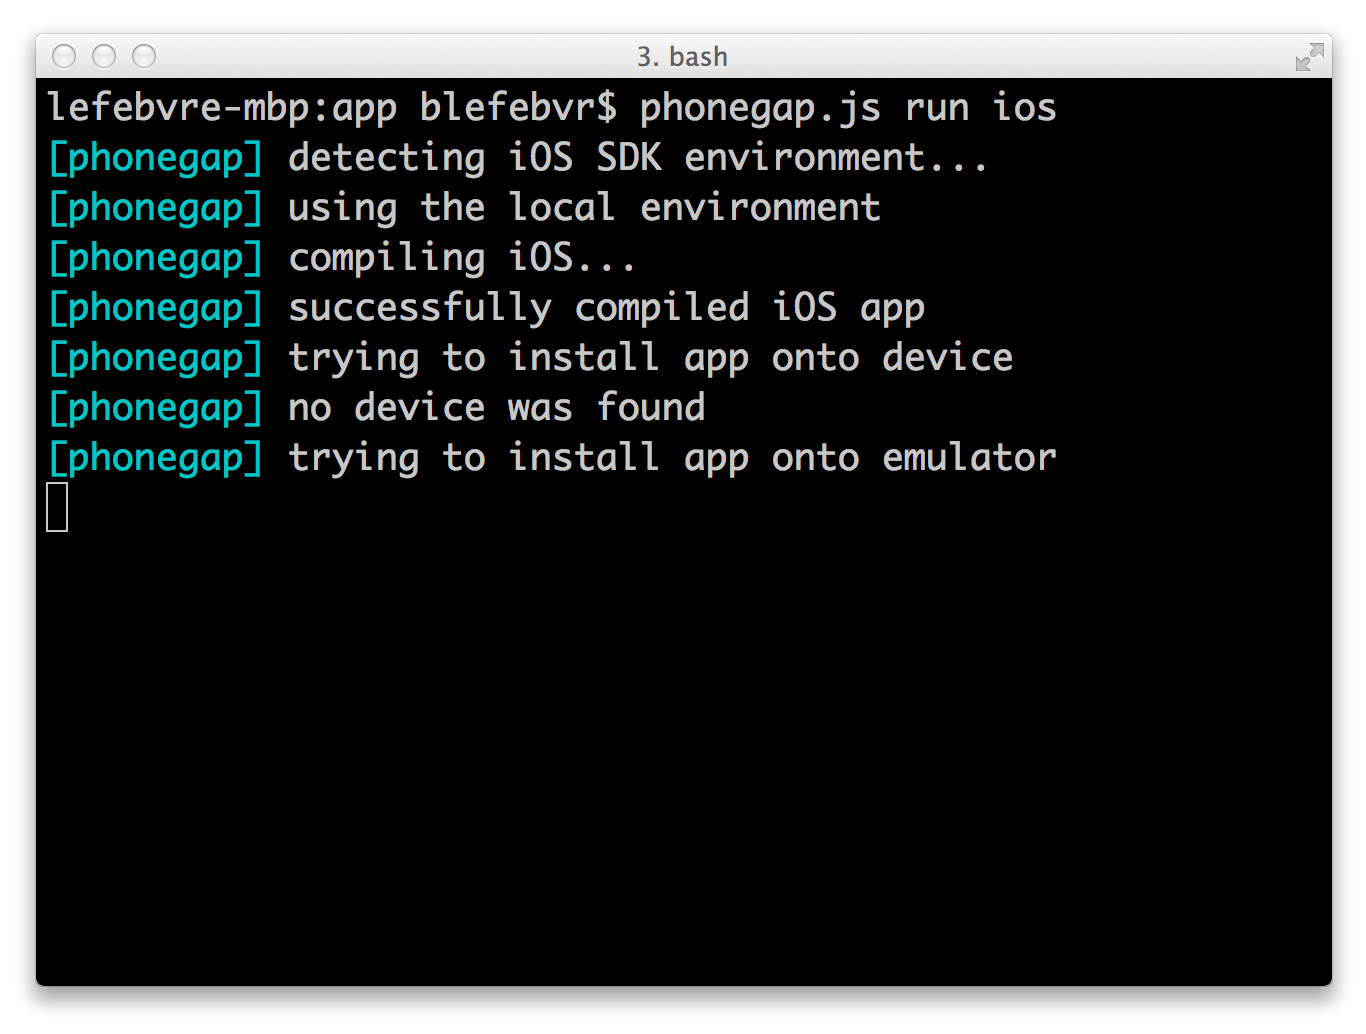 3. bash
lefebvre-mbp:app blefebvr$ phonegap.js run ios
[phonegap] detecting iOS SDK environment...
[phonegap] using the local environment
[phonegap] compiling iOS...
[phonegap] successfully compiled iOS app
[phonegap] trying to install app onto device
[phonegap] no device was found
[phonegap] trying to install app onto emulator